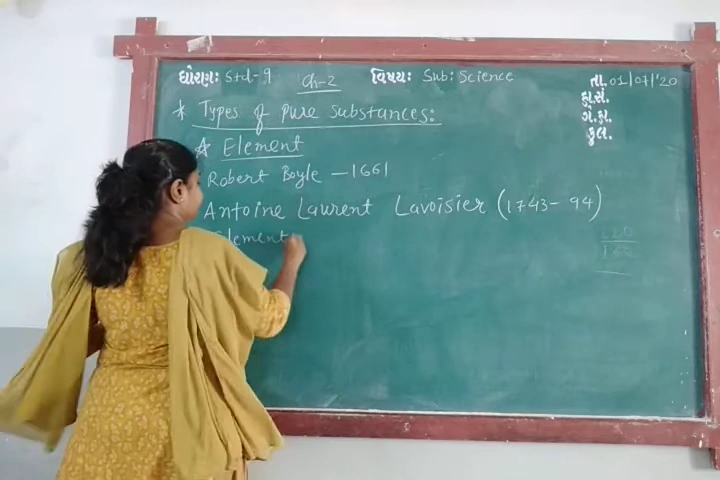 ધોરણ: Std-9 Ch-2 વિષય: Sub: Science તા. 01/07/'20
ક્રા.સં.
ગે.હા.
કુલ.
* Types of Pure Substances:
* Element
Robert Boyle – 1661
Antoine Laurent Lavoisier (1743- 94)
Element